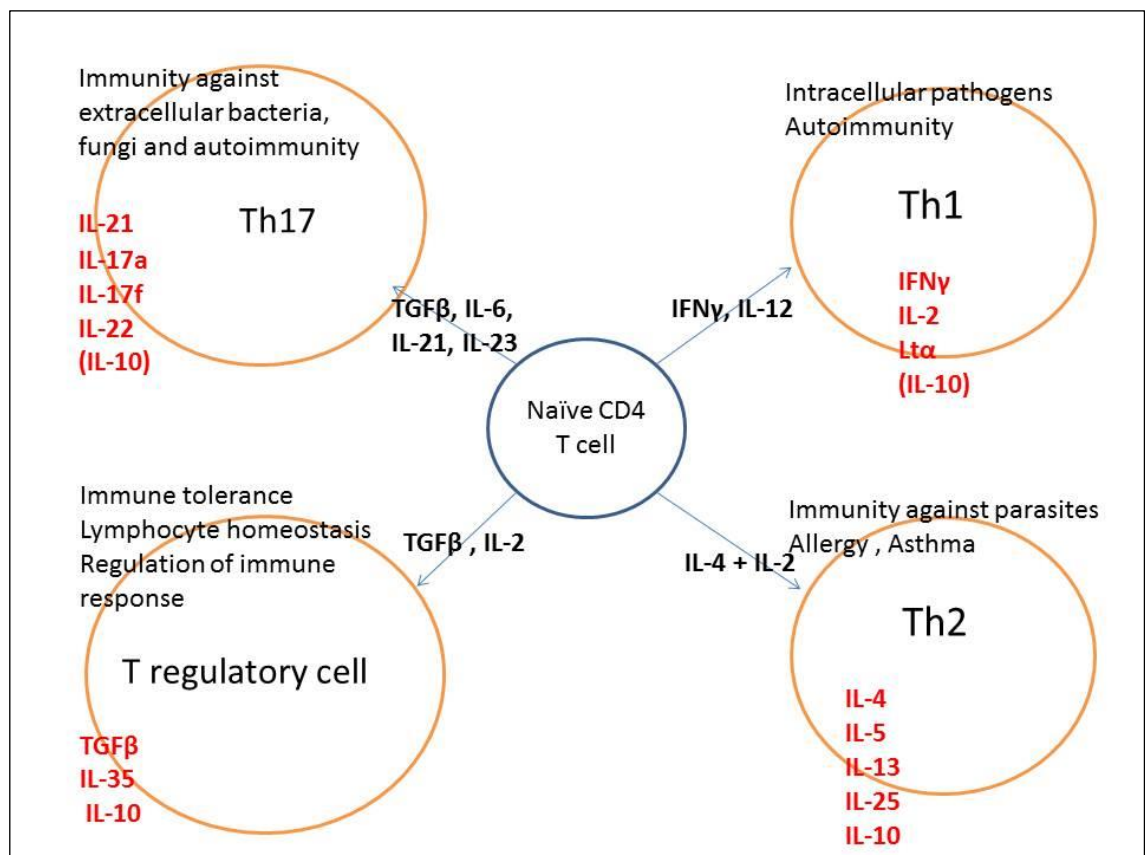 Immunity against
extracellular bacteria,
fungi and autoimmunity
Th17
IL-21
IL-17a
IL-17f
IL-22
(IL-10)
TGFβ, IL-6,
IL-21, IL-23
Intracellular pathogens
Autoimmunity
Th1
IFNγ
IL-2
Ltα
(IL-10)
IFNγ, IL-12
Naïve CD4
T cell
Immune tolerance
Lymphocyte homeostasis
Regulation of immune
response
T regulatory cell
TGFβ
IL-35
IL-10
TGFβ , IL-2
IL-4 + IL-2
Immunity against parasites
Allergy , Asthma
Th2
IL-4
IL-5
IL-13
IL-25
IL-10